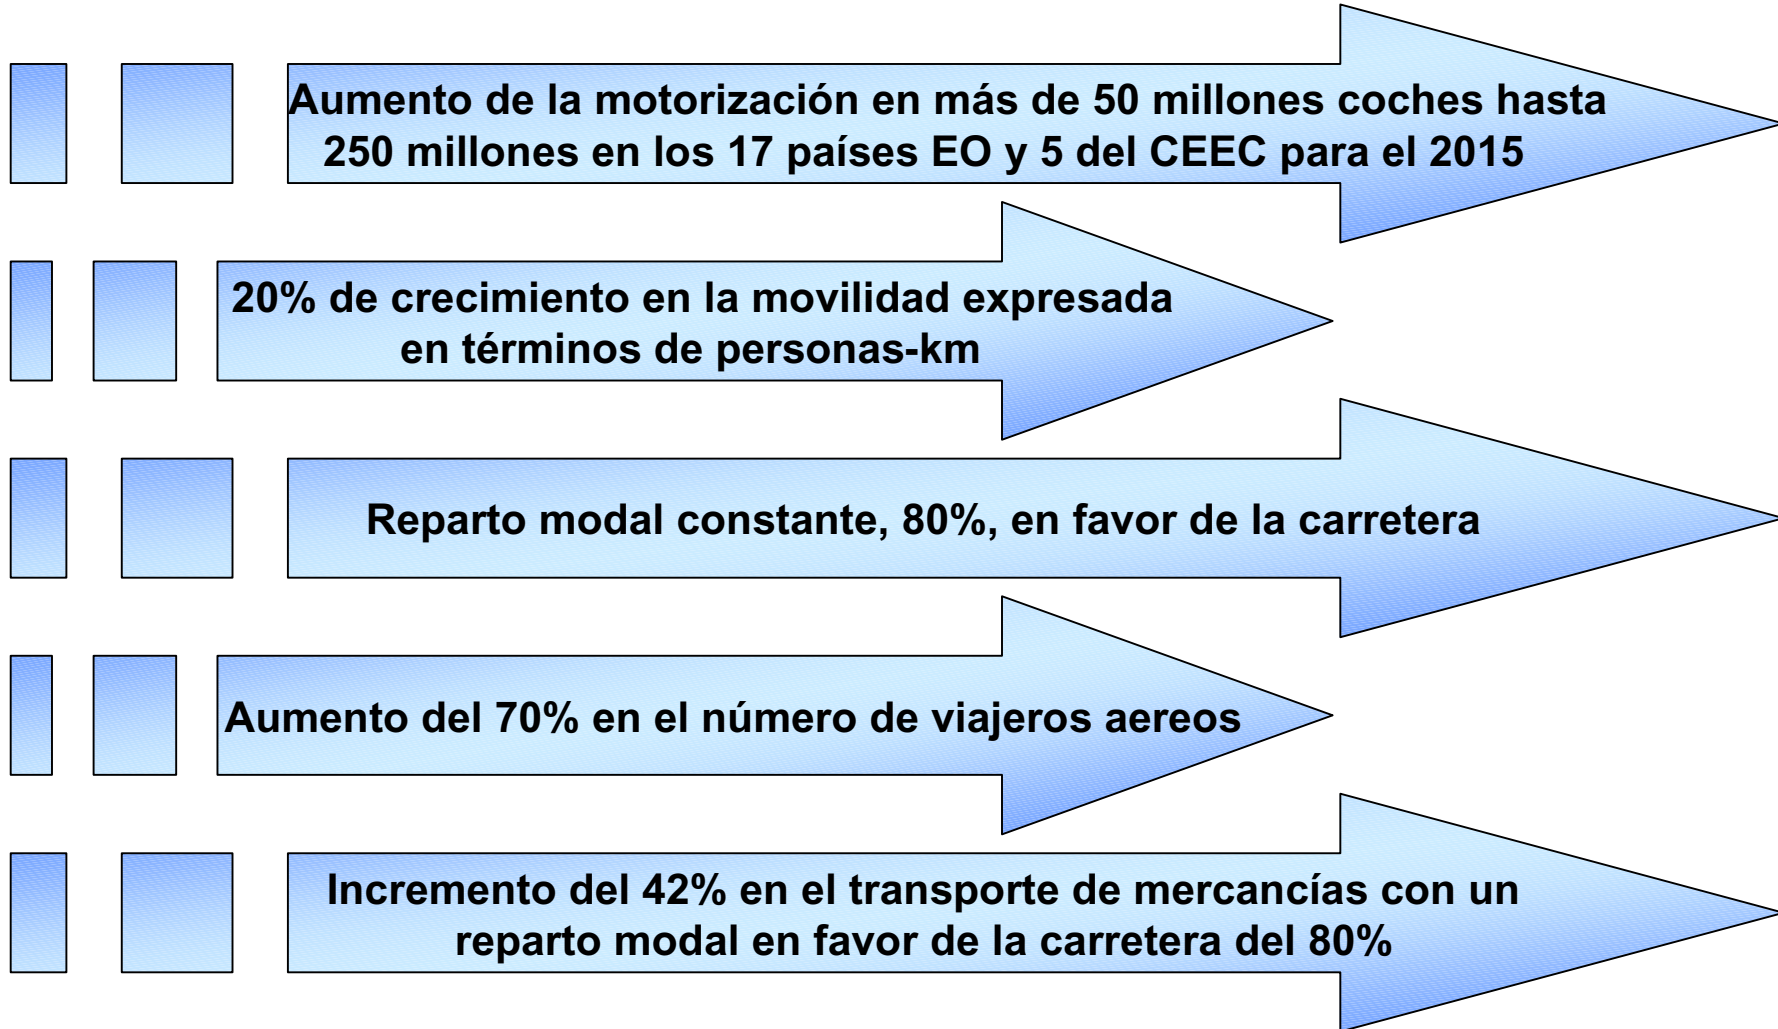 Aumento de la motorización en más de 50 millones coches hasta
250 millones en los 17 países EO y 5 del CEEC para el 2015
20% de crecimiento en la movilidad expresada
en términos de personas-km
Reparto modal constante, 80%, en favor de la carretera
Aumento del 70% en el número de viajeros aereos
Incremento del 42% en el transporte de mercancías con un
reparto modal en favor de la carretera del 80%